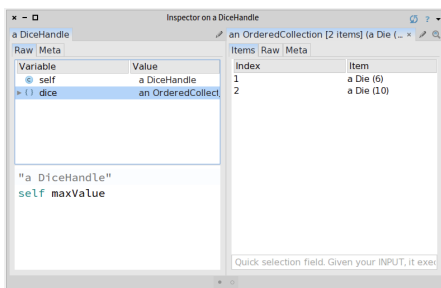 Inspector on a DiceHandle
?
a DiceHandle
Raw Meta
Variable Value
self a DiceHandle
dice an OrderedCollect
"a DiceHandle"
self maxValue
an OrderedCollection [2 items] (a Die (_ ×
Items Raw Meta
Index Item
1 a Die (6)
2 a Die (10)
Quick selection field. Given your INPUT, it exec